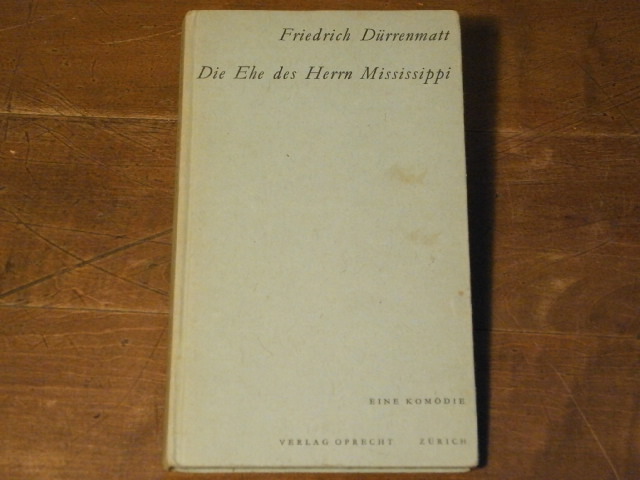 Friedrich Dürrenmatt
Die Ehe des Herrn Mississippi
EINE KOMÖDIE
VERLAG OPRECHT ZÜRICH